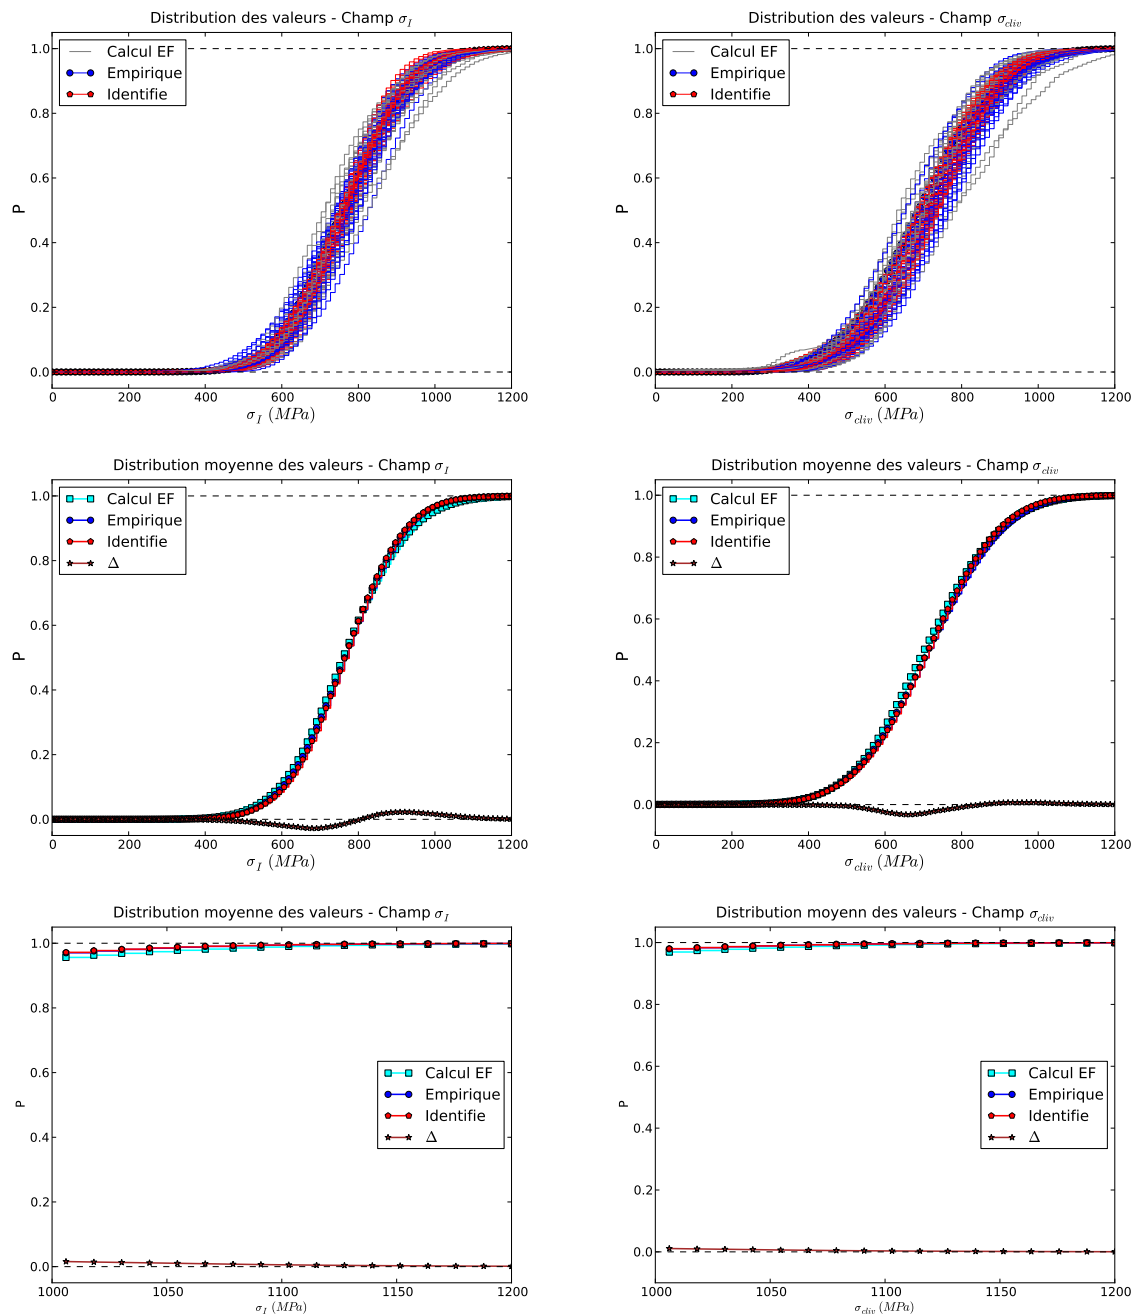 Distribution des valeurs - Champ σ_I
1.0
0.8
0.6
0.4
0.2
0.0
P
Calcul EF
Empirique
Identifie
0 200 400 600 800 1000 1200
σ_I (MPa)
Distribution des valeurs - Champ σ_cliv
1.0
0.8
0.6
0.4
0.2
0.0
P
Calcul EF
Empirique
Identifie
0 200 400 600 800 1000 1200
σ_cliv (MPa)
Distribution moyenne des valeurs - Champ σ_I
1.0
0.8
0.6
0.4
0.2
0.0
P
Calcul EF
Empirique
Identifie
Δ
0 200 400 600 800 1000 1200
σ_I (MPa)
Distribution moyenne des valeurs - Champ σ_cliv
1.0
0.8
0.6
0.4
0.2
0.0
P
Calcul EF
Empirique
Identifie
Δ
0 200 400 600 800 1000 1200
σ_cliv (MPa)
Distribution moyenne des valeurs - Champ σ_I
1.0
0.8
0.6
0.4
0.2
0.0
P
Calcul EF
Empirique
Identifie
Δ
1000 1050 1100 1150 1200
σ_I (MPa)
Distribution moyenn des valeurs - Champ σ_cliv
1.0
0.8
0.6
0.4
0.2
0.0
P
Calcul EF
Empirique
Identifie
Δ
1000 1050 1100 1150 1200
σ_cliv (MPa)